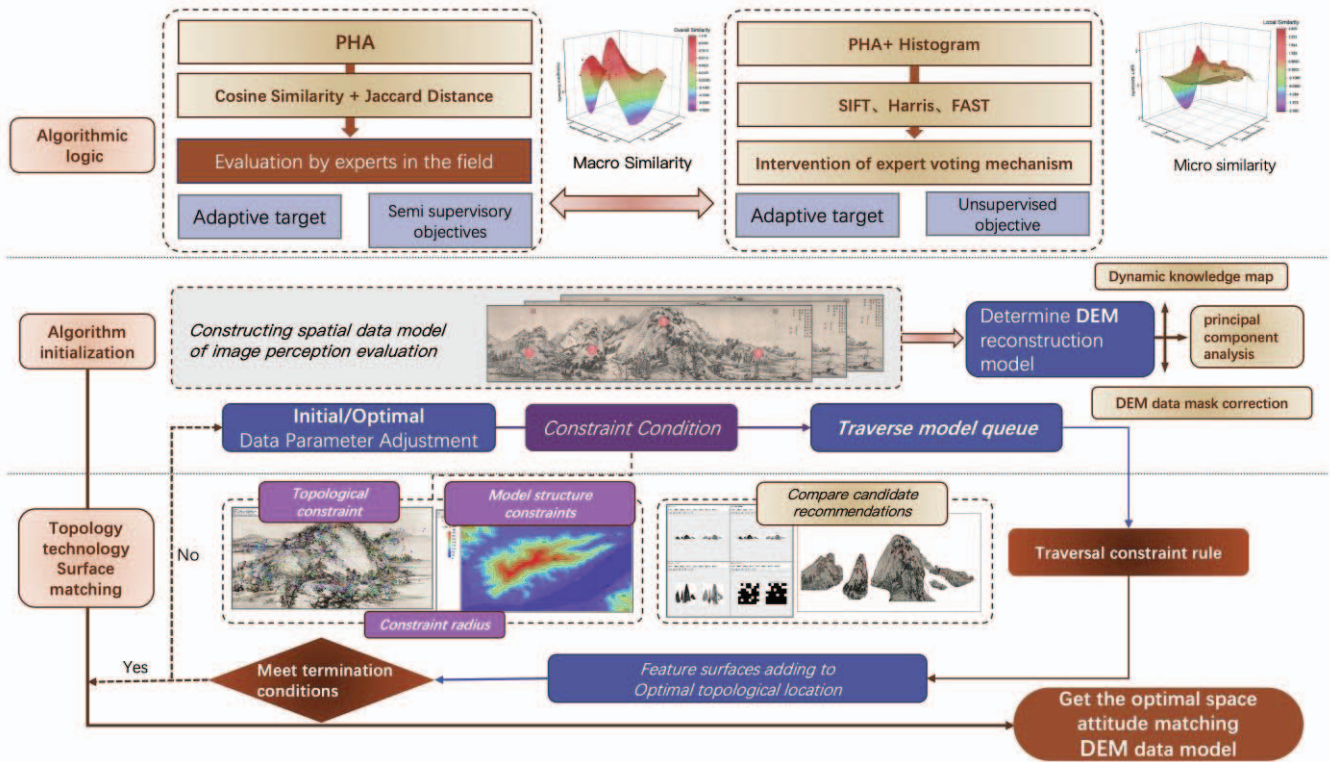 PHA
Cosine Similarity + Jaccard Distance
Evaluation by experts in the field
Adaptive target
Semi supervisory
objectives
Overall Similarity
Macro Similarity
PHA+ Histogram
SIFT、Harris、FAST
Intervention of expert voting mechanism
Adaptive target
Unsupervised
objective
Local Similarity
Micro similarity
Algorithmic
logic
Algorithm
initialization
Constructing spatial data model
of image perception evaluation
Determine DEM
reconstruction
model
Dynamic knowledge map
principal
component
analysis
DEM data mask correction
Initial/Optimal
Data Parameter Adjustment
Constraint Condition
Traverse model queue
Topology
technology
Surface
matching
No
Yes
Topological
constraint
Model structure
constraints
Constraint radius
Compare candidate
recommendations
Traversal constraint rule
Meet termination
conditions
Feature surfaces adding to
Optimal topological location
Get the optimal space
attitude matching
DEM data model